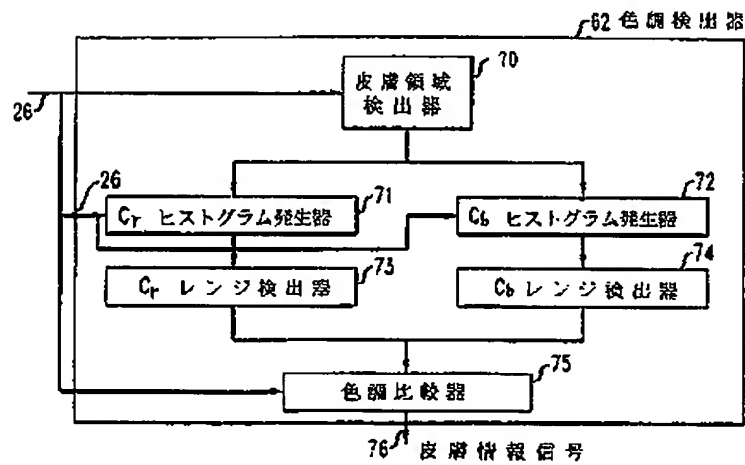 62 色調検出器
70
皮膚領域
検出器
26
26
71
Cr ヒストグラム発生器
72
Cb ヒストグラム発生器
73
Cr レンジ検出器
74
Cb レンジ検出器
75
色調比較器
76 皮膚情報信号